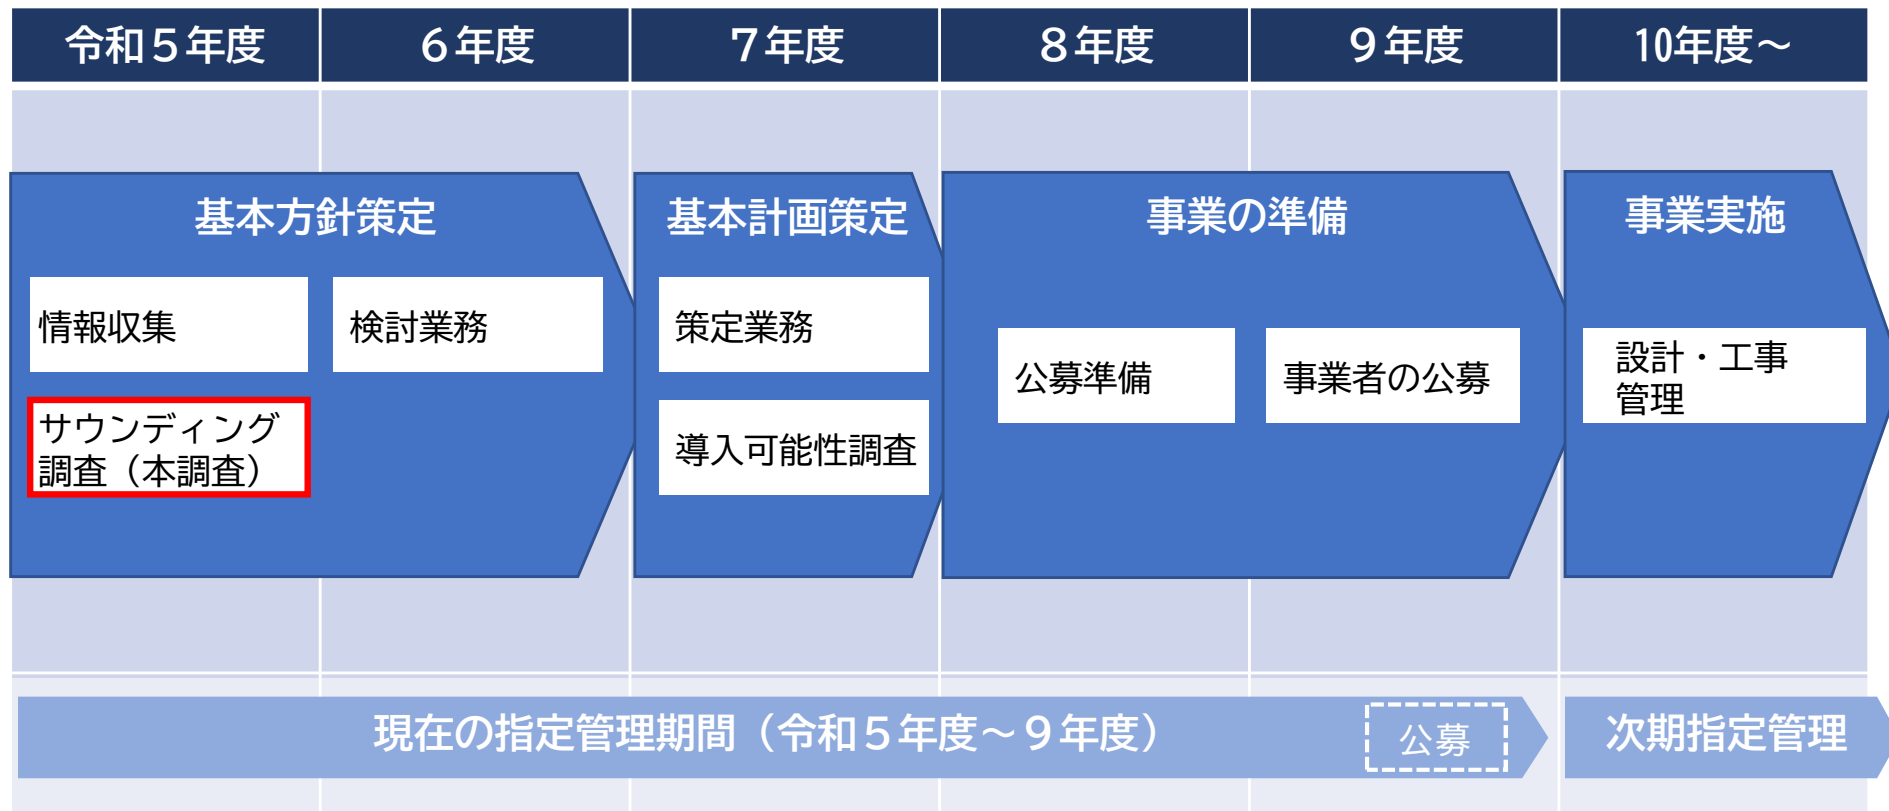 令和５年度
６年度
７年度
８年度
９年度
10年度～
基本方針策定
情報収集
検討業務
サウンディング
調査（本調査）
基本計画策定
策定業務
導入可能性調査
事業の準備
公募準備
事業者の公募
事業実施
設計・工事
管理
現在の指定管理期間（令和５年度～９年度）
公募
次期指定管理